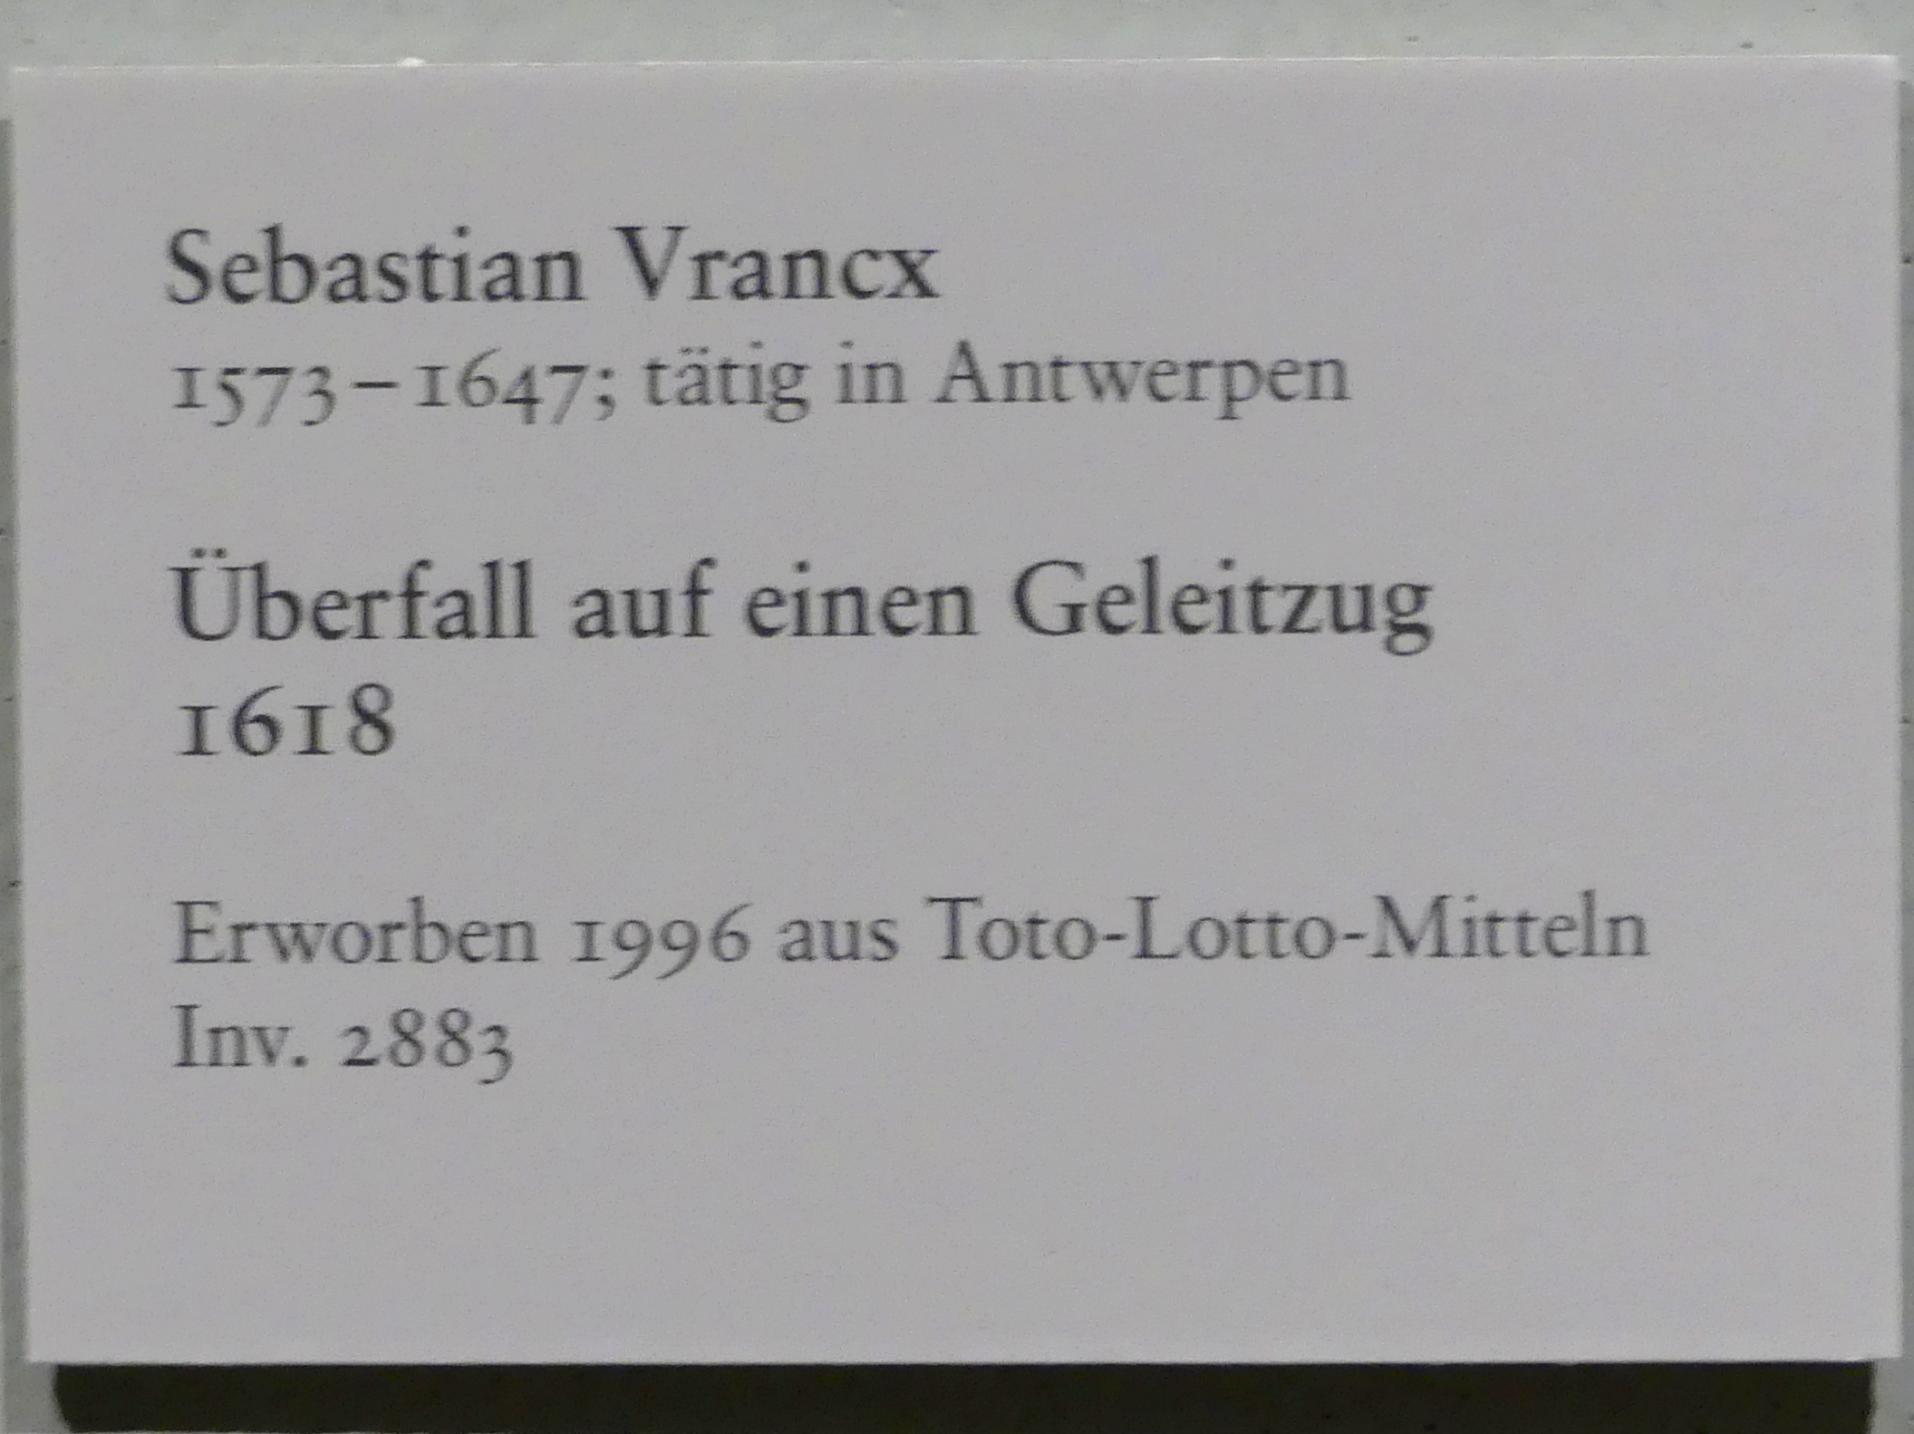 Sebastian Vrancx
1573–1647; tätig in Antwerpen
Überfall auf einen Geleitzug
1618
Erworben 1996 aus Toto-Lotto-Mitteln
Inv. 2883